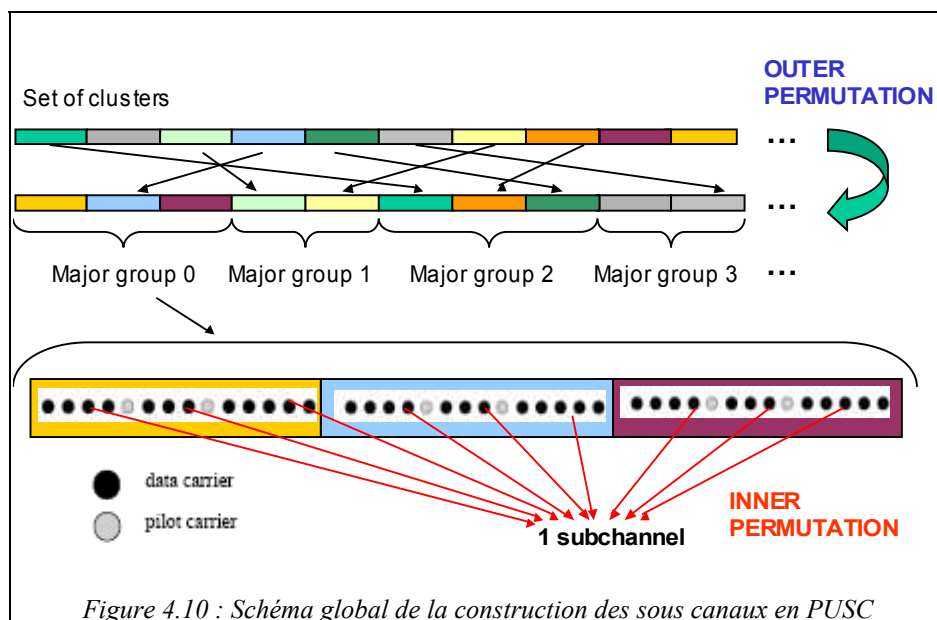 OUTER
PERMUTATION
Set of clusters
...
...
Major group 0 Major group 1 Major group 2 Major group 3 ...
data carrier
pilot carrier
INNER
PERMUTATION
1 subchannel
Figure 4.10 : Schéma global de la construction des sous canaux en PUSC